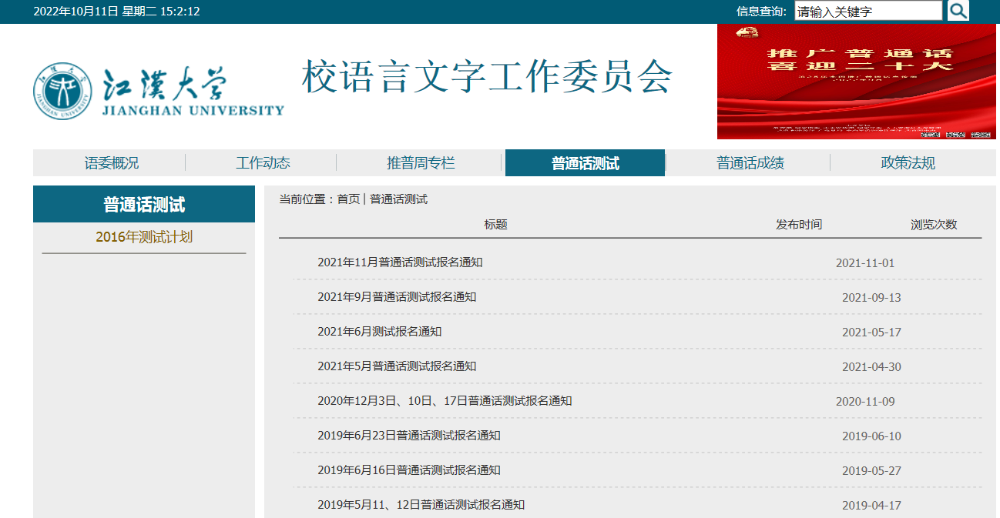 2022年10月11日 星期二 15:2:12
信息查询:
请输入关键字
江汉大学
JIANGHAN UNIVERSITY
校语言文字工作委员会
推广普通话
喜迎二十大
语委概况
工作动态
推普周专栏
普通话测试
普通话成绩
政策法规
普通话测试
2016年测试计划
当前位置：首页 | 普通话测试
标题 发布时间 浏览次数
2021年11月普通话测试报名通知 2021-11-01
2021年9月普通话测试报名通知 2021-09-13
2021年6月测试报名通知 2021-05-17
2021年5月普通话测试报名通知 2021-04-30
2020年12月3日、10日、17日普通话测试报名通知 2020-11-09
2019年6月23日普通话测试报名通知 2019-06-10
2019年6月16日普通话测试报名通知 2019-05-27
2019年5月11、12日普通话测试报名通知 2019-04-17